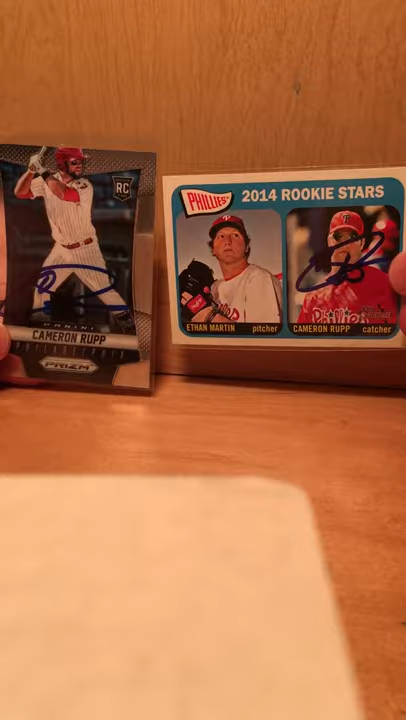 RC
PANINI
CAMERON RUPP
PHILADELPHIA
PRIZM
PHILLIES
2014 ROOKIE STARS
ETHAN MARTIN pitcher
CAMERON RUPP catcher